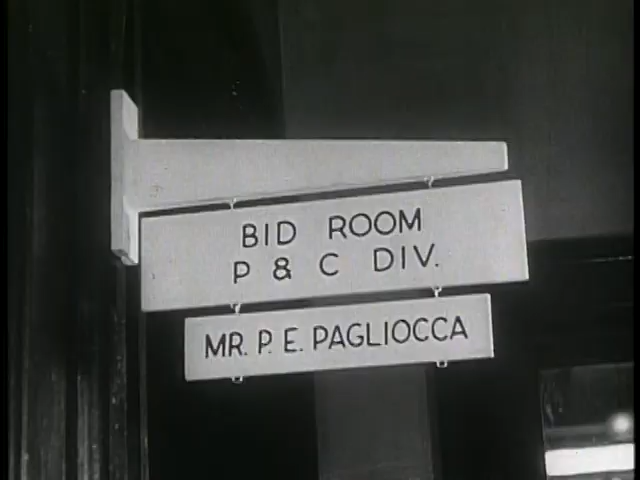 BID ROOM
P & C DIV.
MR. P. E. PAGLIOCCA